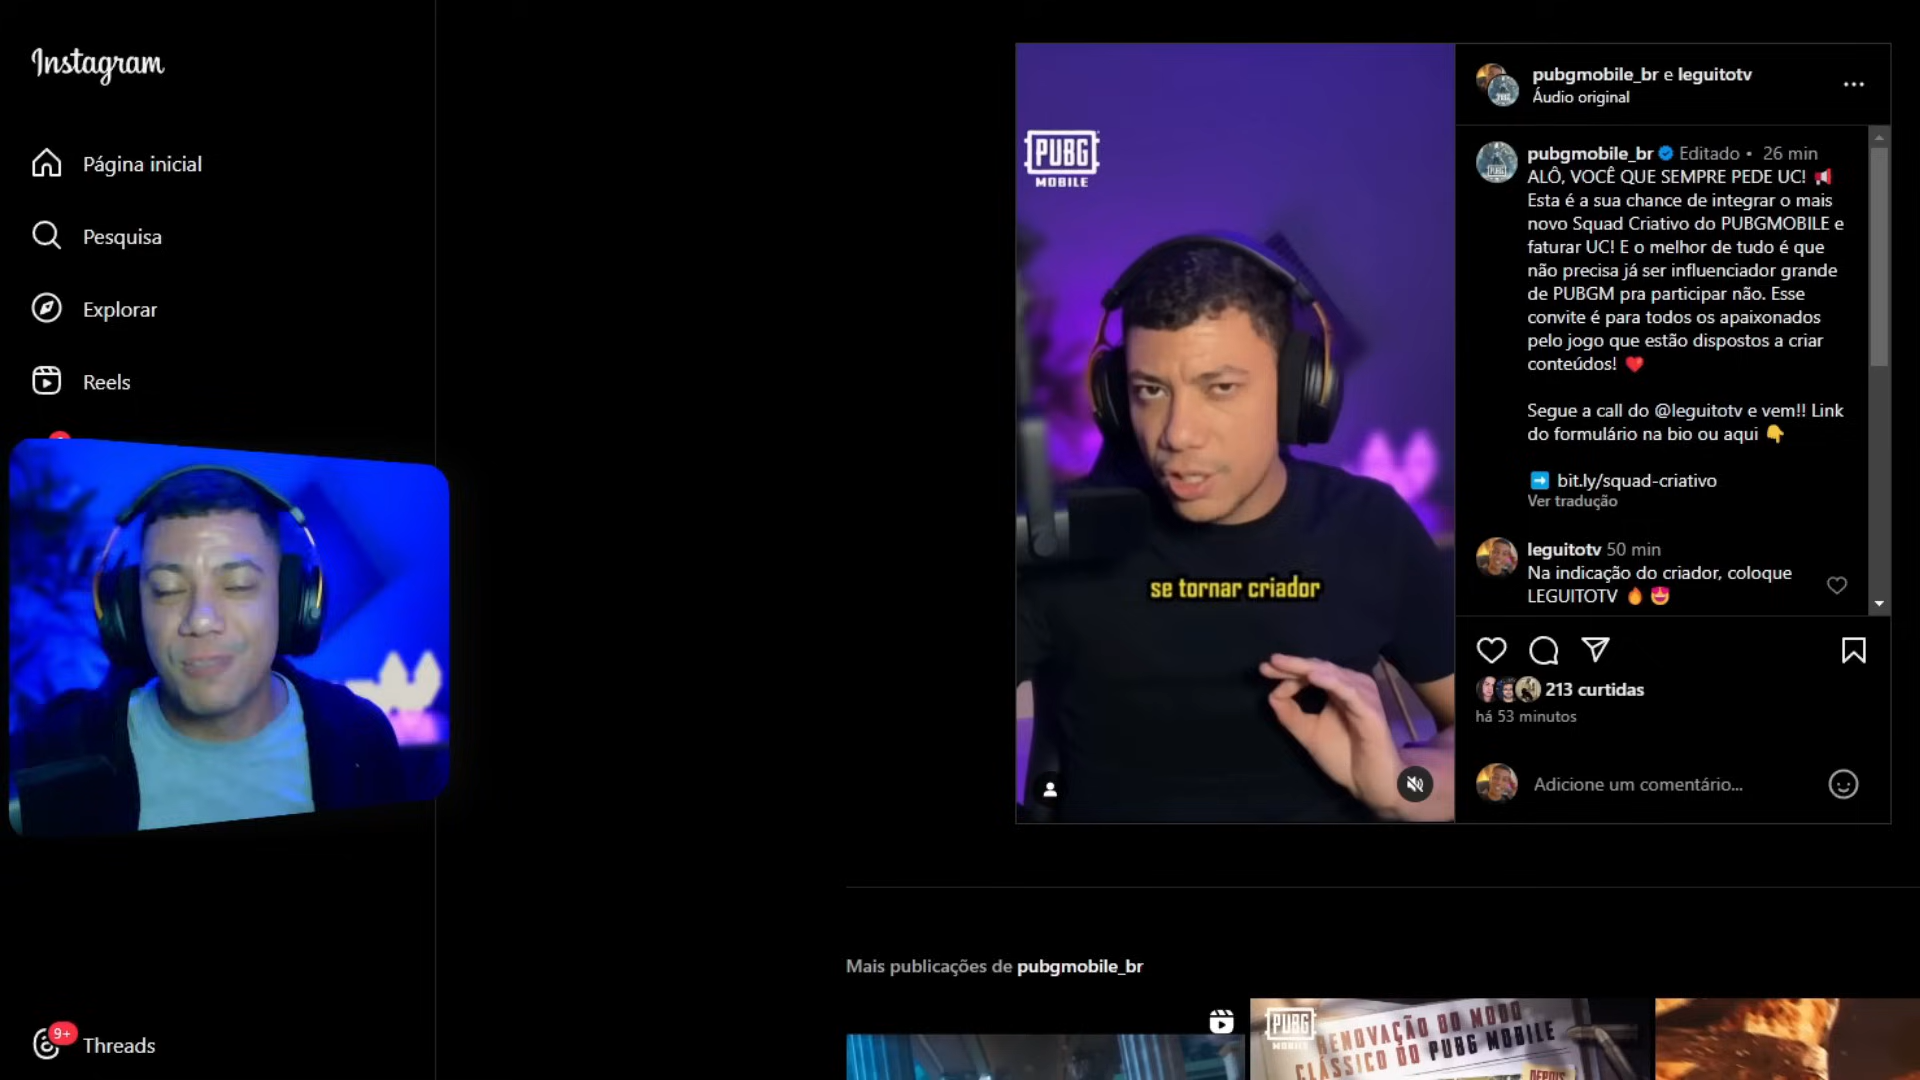 Instagram
Página inicial
Pesquisa
Explorar
Reels
9+
Threads
PUBG
MOBILE
se tornar criador
pubgmobile_br e leguitotv
Áudio original
pubgmobile_br Editado • 26 min
ALÔ, VOCÊ QUE SEMPRE PEDE UC! 📢
Esta é a sua chance de integrar o mais
novo Squad Criativo do PUBGMOBILE e
faturar UC! E o melhor de tudo é que
não precisa já ser influenciador grande
de PUBGM pra participar não. Esse
convite é para todos os apaixonados
pelo jogo que estão dispostos a criar
conteúdos! ♥️
Segue a call do @leguitotv e vem!! Link
do formulário na bio ou aqui 👇
➡️ bit.ly/squad-criativo
Ver tradução
leguitotv 50 min
Na indicação do criador, coloque
LEGUITOTV 🔥 😍
213 curtidas
há 53 minutos
Adicione um comentário...
Mais publicações de pubgmobile_br
PUBG
MOBILE
RENOVAÇÃO DO MODO
CLÁSSICO DO PUBG MOBILE
DEPOIS